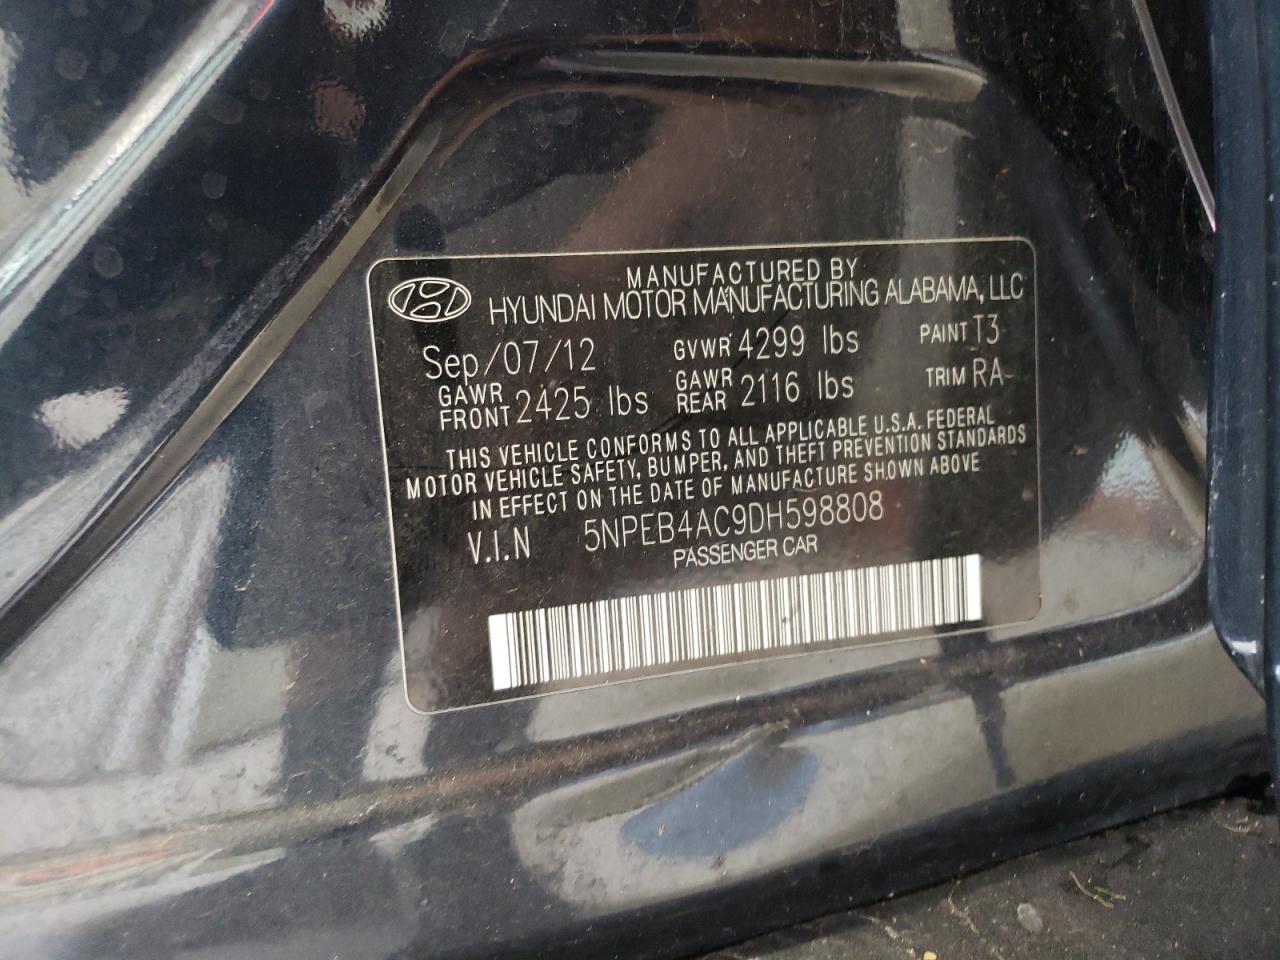 MANUFACTURED BY
HYUNDAI MOTOR MANUFACTURING ALABAMA, LLC
Sep/07/12 GVWR 4299 lbs PAINT T3
GAWR FRONT 2425 lbs GAWR REAR 2116 lbs TRIM RA
THIS VEHICLE CONFORMS TO ALL APPLICABLE U.S.A. FEDERAL
MOTOR VEHICLE SAFETY, BUMPER, AND THEFT PREVENTION STANDARDS
IN EFFECT ON THE DATE OF MANUFACTURE SHOWN ABOVE
V.I.N 5NPEB4AC9DH598808
PASSENGER CAR